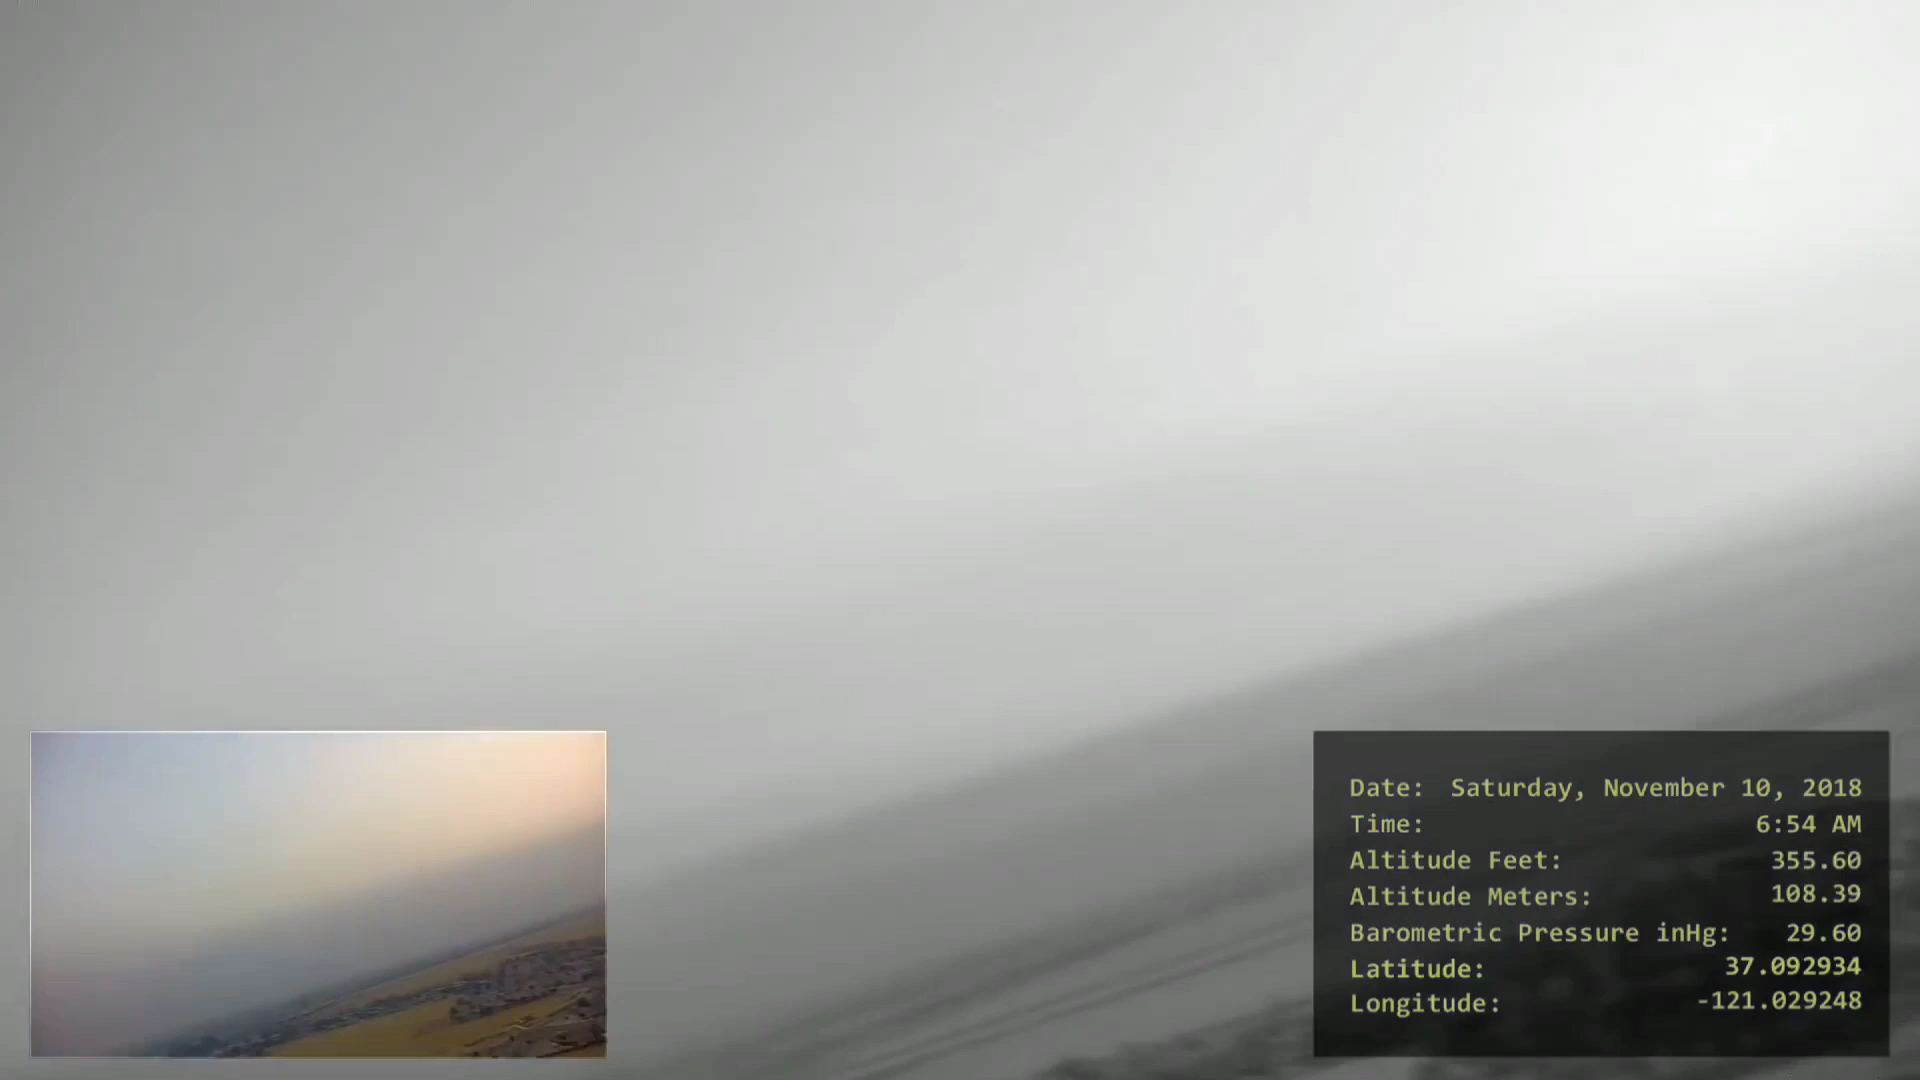 Date: Saturday, November 10, 2018
Time: 6:54 AM
Altitude Feet: 355.60
Altitude Meters: 108.39
Barometric Pressure inHg: 29.60
Latitude: 37.092934
Longitude: -121.029248